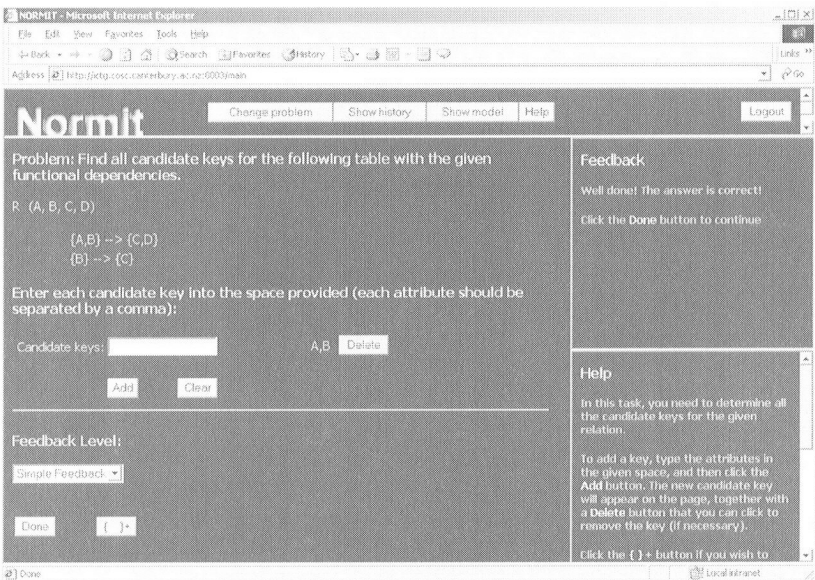 NORMIT - Microsoft Internet Explorer
File Edit View Favorites Tools Help
Back Search Favorites History
Links »
Address http://ictg.cosc.canterbury.ac.nz:6003/main
Go
Normit
Change problem Show history Show model Help Logout
Problem: Find all candidate keys for the following table with the given
functional dependencies.
R (A, B, C, D)
{A,B} --> {C,D}
{B} --> {C}
Enter each candidate key into the space provided (each attribute should be
separated by a comma):
Candidate keys: A,B Delete
Add Clear
Feedback Level:
Simple Feedback
Done { }+
Feedback
Well done! The answer is correct!
Click the Done button to continue
Help
In this task, you need to determine all
the candidate keys for the given
relation.
To add a key, type the attributes in
the given space, and then click the
Add button. The new candidate key
will appear on the page, together with
a Delete button that you can click to
remove the key (if necessary).
Click the { }+ button if you wish to
Done
Local intranet